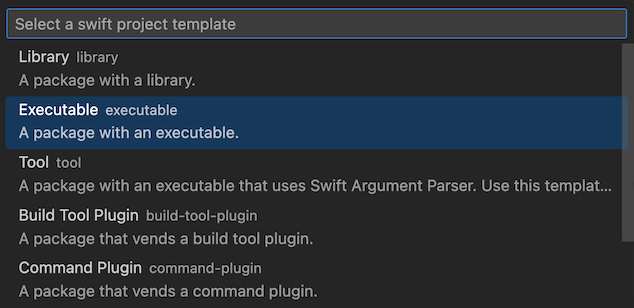 Select a swift project template
Library library
A package with a library.
Executable executable
A package with an executable.
Tool tool
A package with an executable that uses Swift Argument Parser. Use this templat...
Build Tool Plugin build-tool-plugin
A package that vends a build tool plugin.
Command Plugin command-plugin
A package that vends a command plugin.